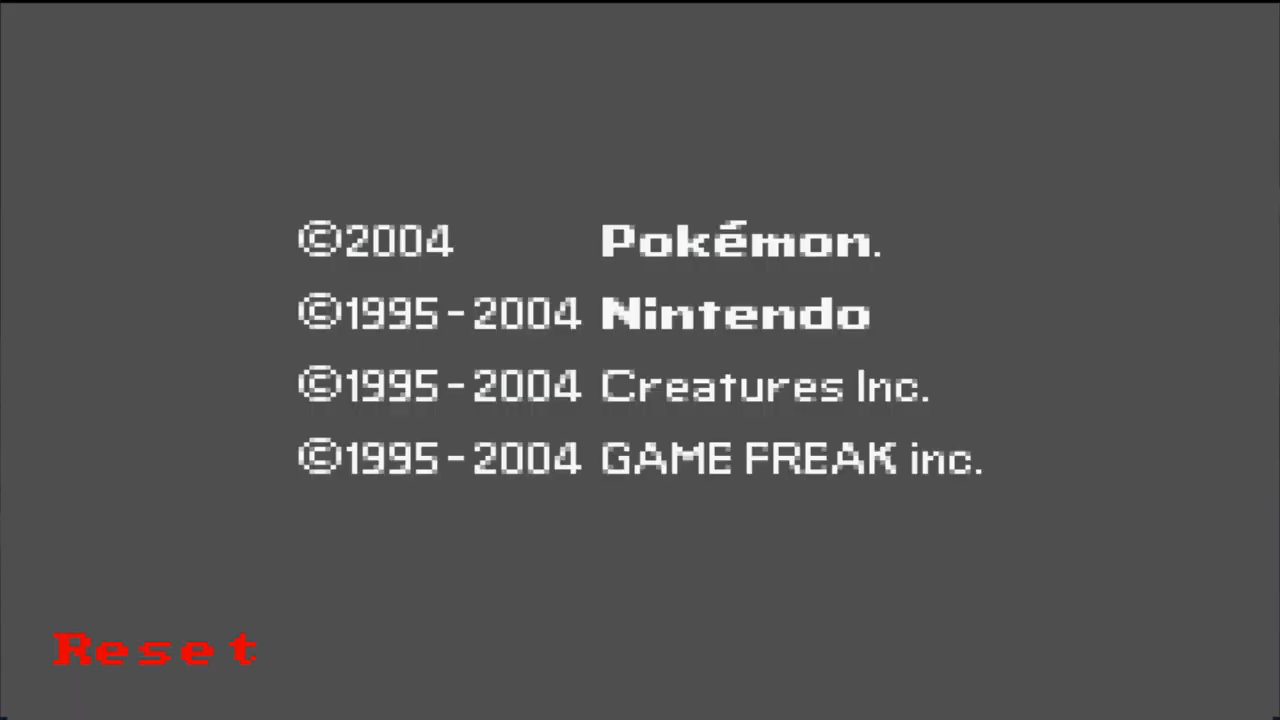 ©2004 Pokémon.
©1995-2004 Nintendo
©1995-2004 Creatures Inc.
©1995-2004 GAME FREAK inc.
Reset